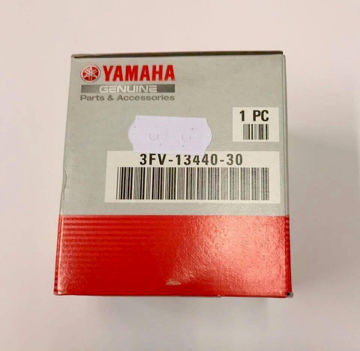 YAMAHA
GENUINE
Parts & Accessories
1 PC
3FV-13440-30